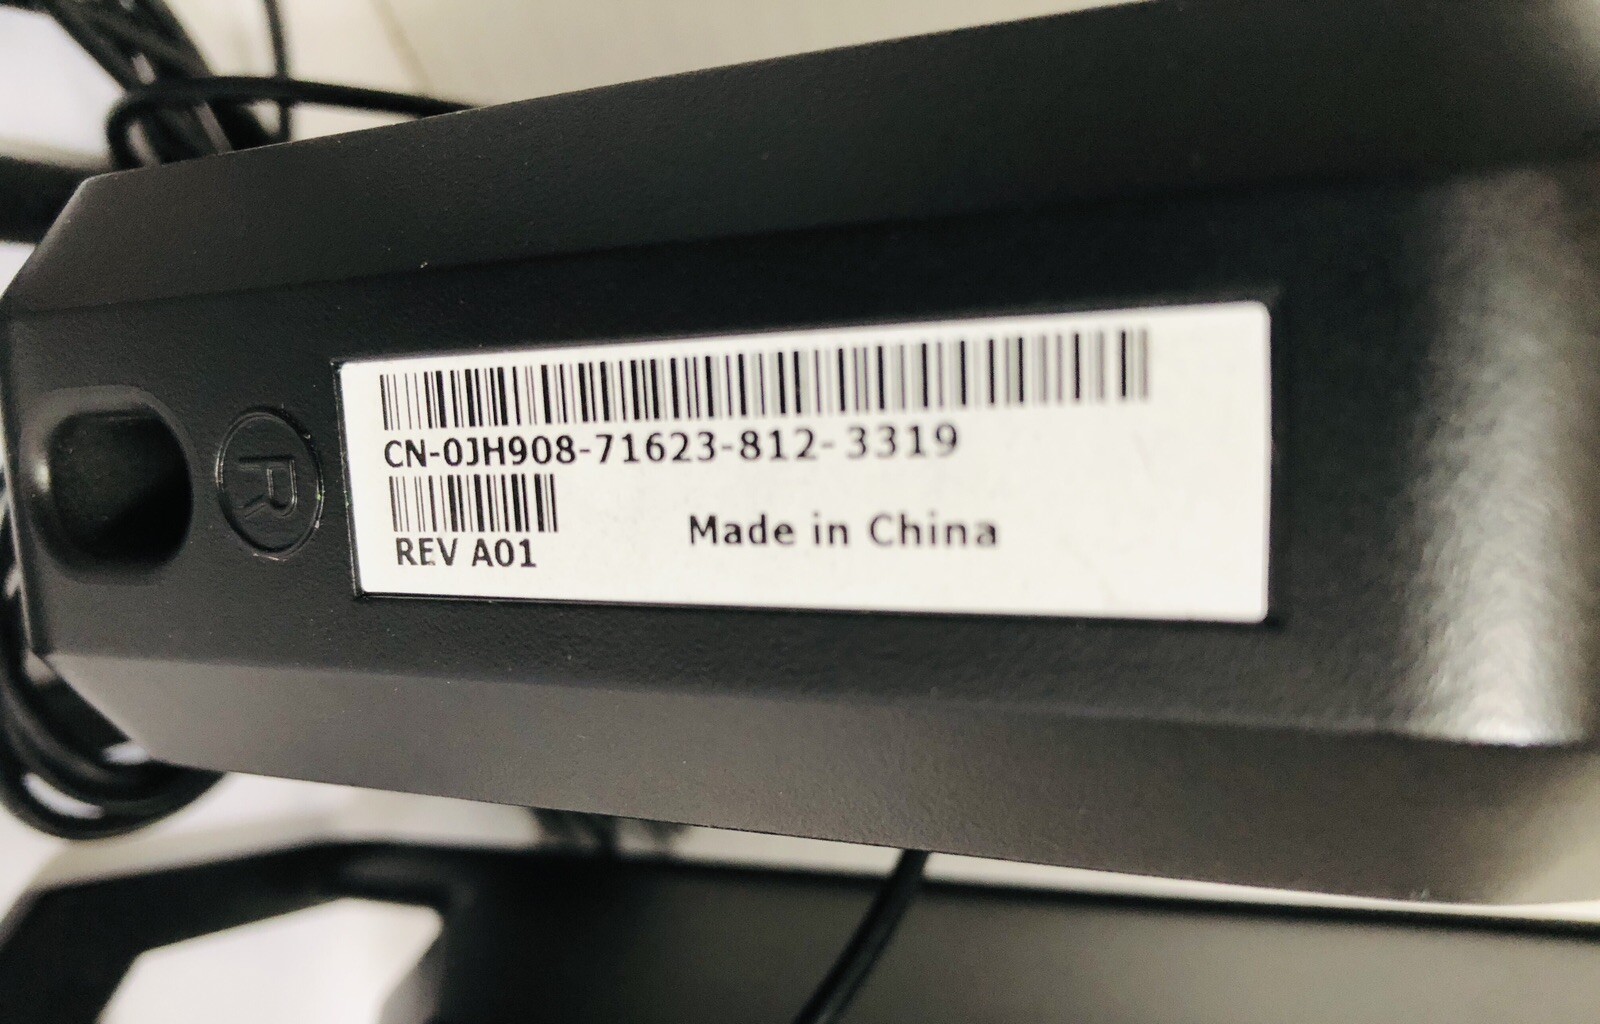 R
CN-0JH908-71623-812-3319
REV A01
Made in China